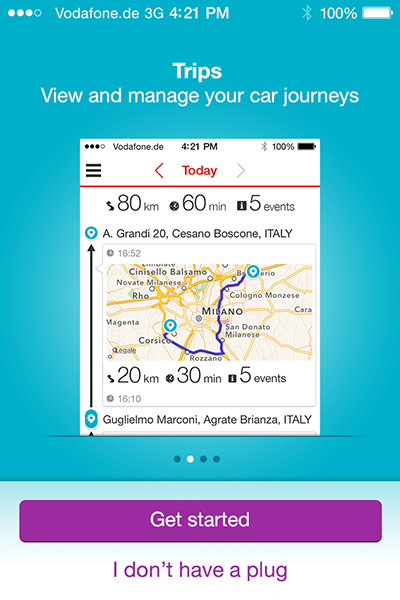 Vodafone.de 3G 4:21 PM 100%
Trips
View and manage your car journeys
Vodafone.de 4:21 PM 100%
Today
80 km 60 min 5 events
A. Grandi 20, Cesano Boscone, ITALY
16:52
Cinisello Balsamo
Novate Milanese
Rho
Cologno Monzese
Magenta
MILANO
Cara
San Donato
Milanese
Corsico
Legale
Rozzano
20 km 30 min 5 events
16:10
Guglielmo Marconi, Agrate Brianza, ITALY
Get started
I don't have a plug